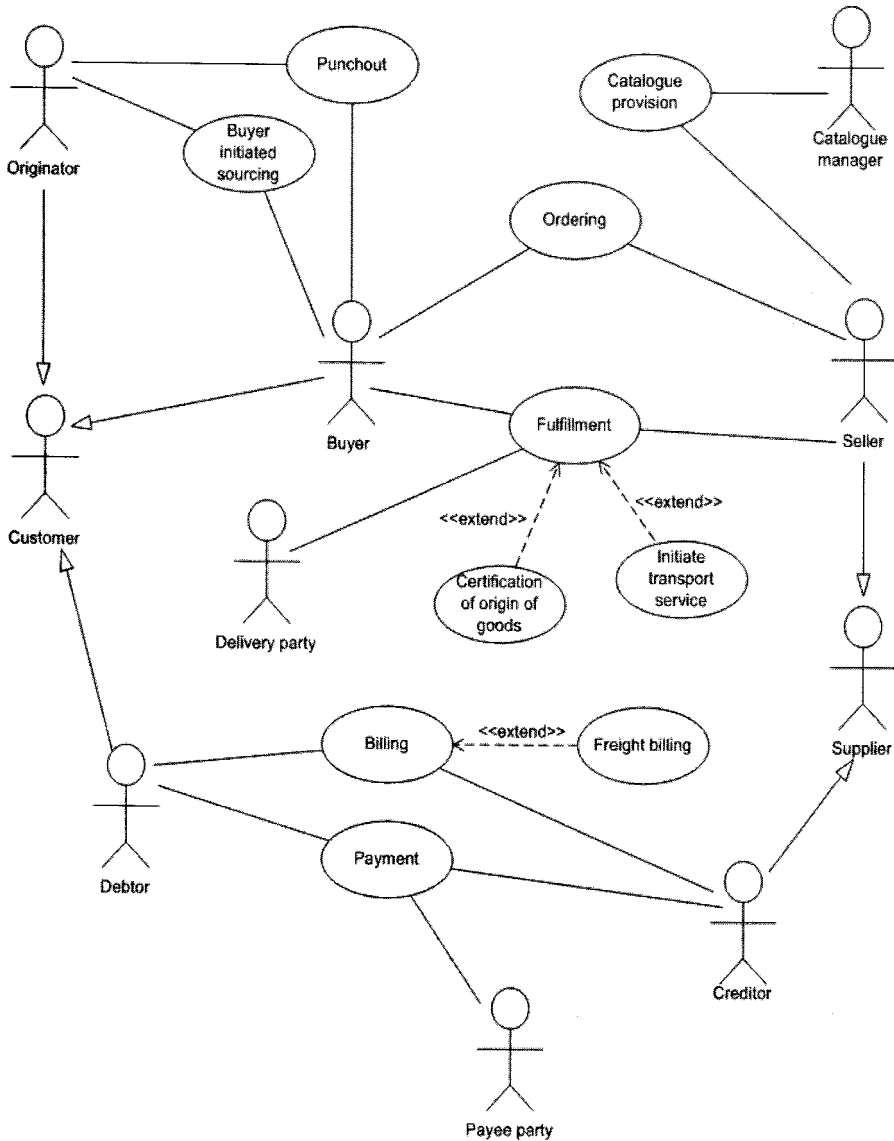 Punchout
Catalogue
provision
Buyer
initiated
sourcing
Originator
Catalogue
manager
Ordering
Buyer
Fulfillment
Seller
<<extend>>
<<extend>>
Customer
Certification
of origin of
goods
Initiate
transport
service
Delivery party
Billing
<<extend>>
Freight billing
Supplier
Payment
Debtor
Creditor
Payee party